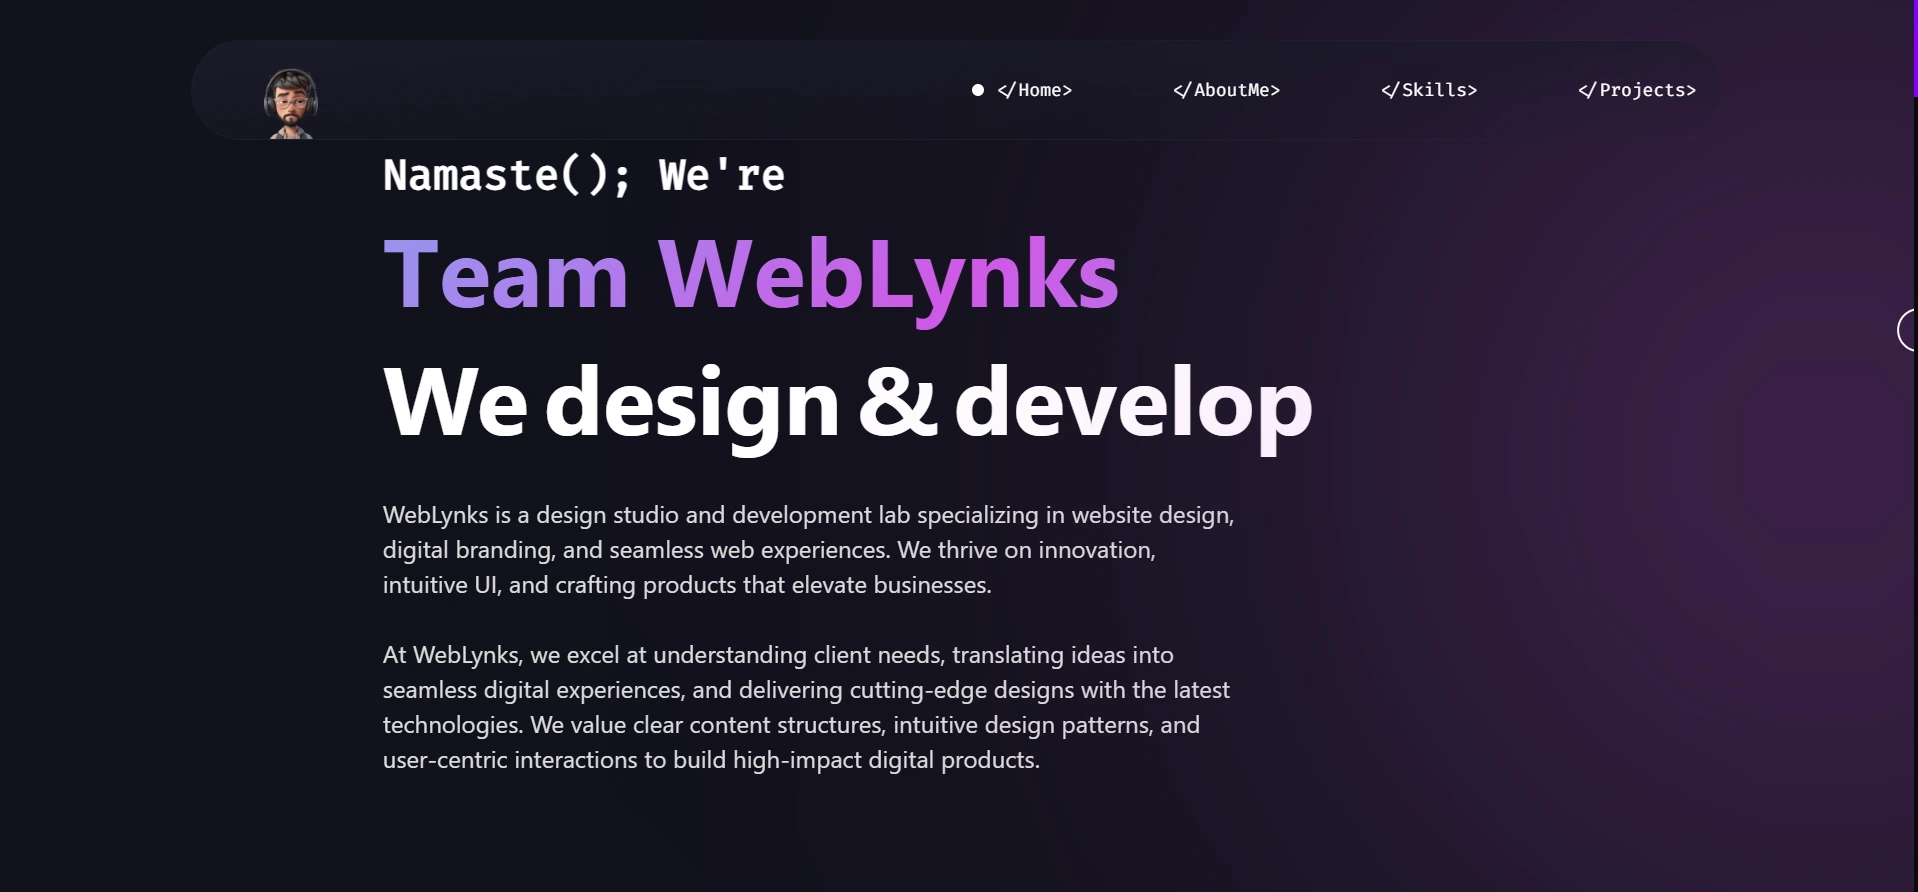 </Home>
</AboutMe>
</Skills>
</Projects>
Namaste(); We're
Team WebLynks
We design & develop
WebLynks is a design studio and development lab specializing in website design,
digital branding, and seamless web experiences. We thrive on innovation,
intuitive UI, and crafting products that elevate businesses.
At WebLynks, we excel at understanding client needs, translating ideas into
seamless digital experiences, and delivering cutting-edge designs with the latest
technologies. We value clear content structures, intuitive design patterns, and
user-centric interactions to build high-impact digital products.